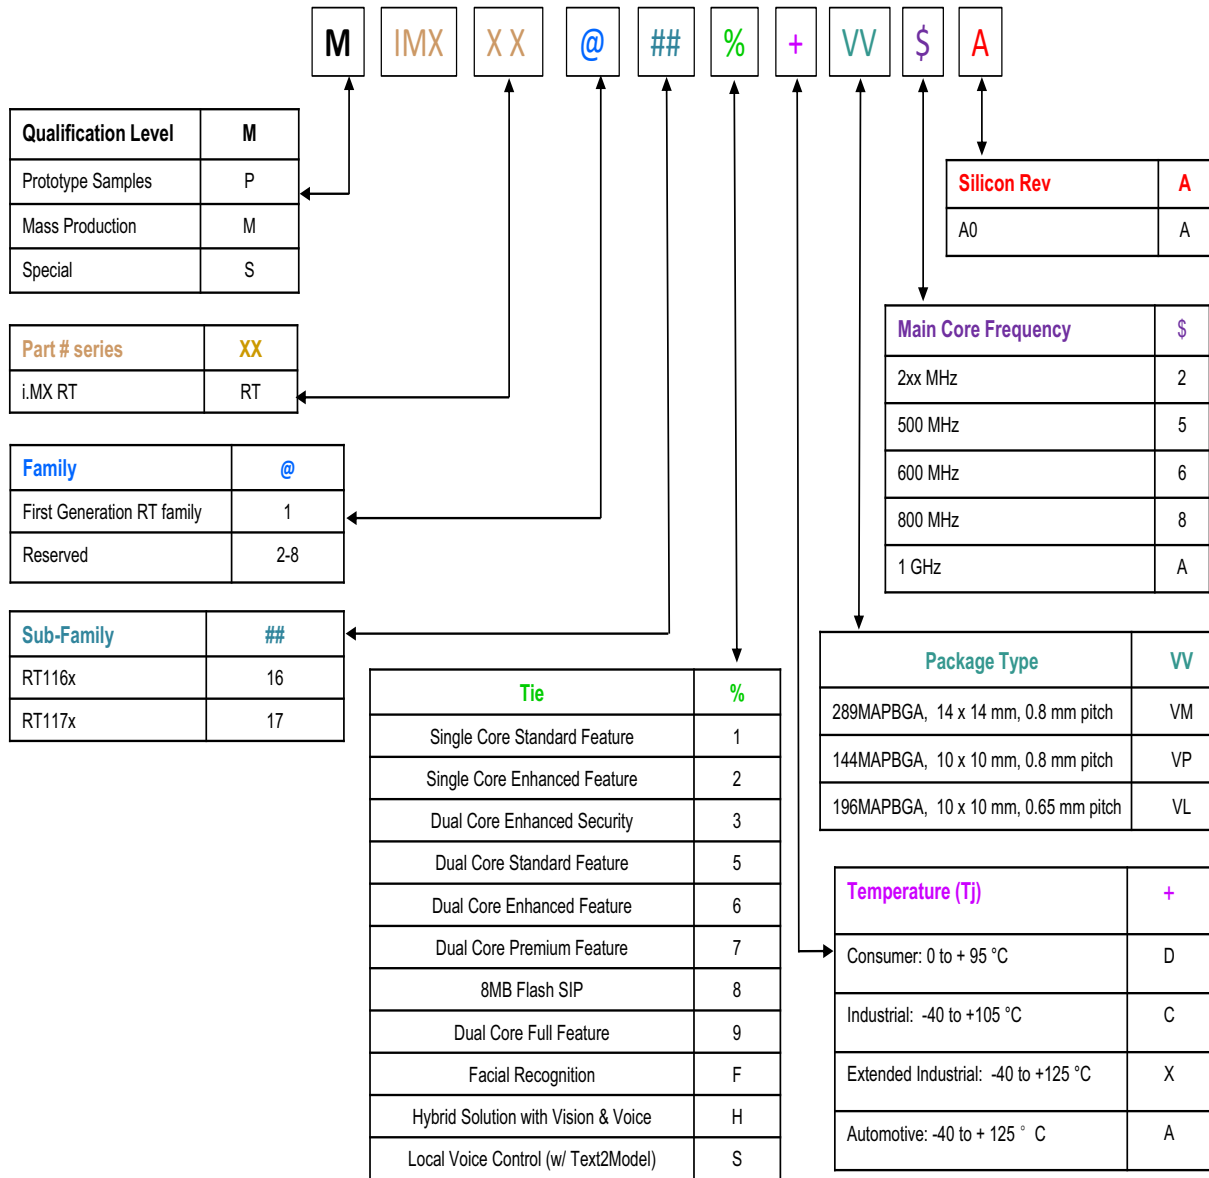 M IMX X X @ ## % + VV $ A
Qualification Level M
Prototype Samples P
Mass Production M
Special S
Part # series XX
i.MX RT RT
Family @
First Generation RT family 1
Reserved 2-8
Sub-Family ##
RT116x 16
RT117x 17
Tie %
Single Core Standard Feature 1
Single Core Enhanced Feature 2
Dual Core Enhanced Security 3
Dual Core Standard Feature 5
Dual Core Enhanced Feature 6
Dual Core Premium Feature 7
8MB Flash SIP 8
Dual Core Full Feature 9
Facial Recognition F
Hybrid Solution with Vision & Voice H
Local Voice Control (w/ Text2Model) S
Silicon Rev A
A0 A
Main Core Frequency $
2xx MHz 2
500 MHz 5
600 MHz 6
800 MHz 8
1 GHz A
Package Type VV
289MAPBGA, 14 x 14 mm, 0.8 mm pitch VM
144MAPBGA, 10 x 10 mm, 0.8 mm pitch VP
196MAPBGA, 10 x 10 mm, 0.65 mm pitch VL
Temperature (Tj) +
Consumer: 0 to + 95 °C D
Industrial: -40 to +105 °C C
Extended Industrial: -40 to +125 °C X
Automotive: -40 to + 125 ° C A